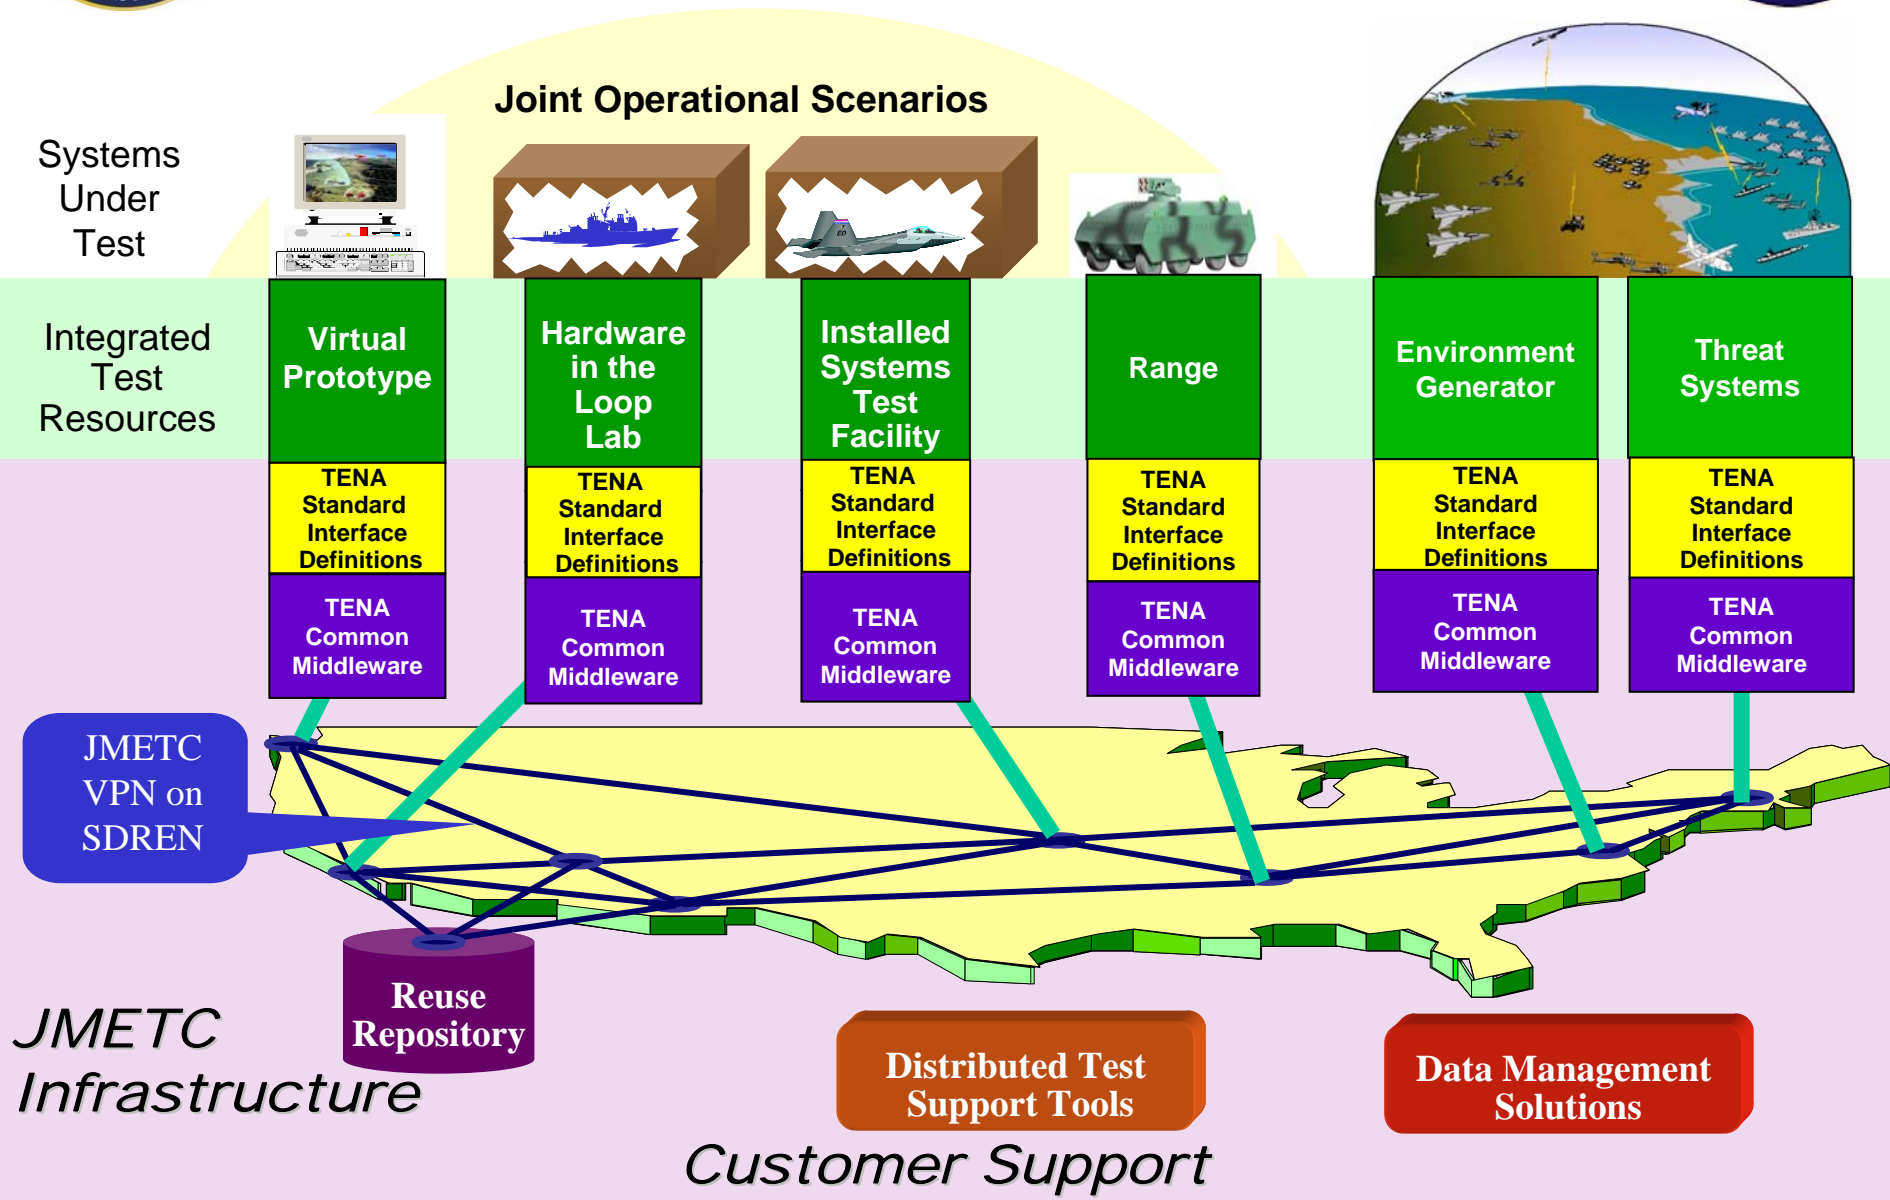 Joint Operational Scenarios
Systems
Under
Test
ED
Integrated
Test
Resources
Virtual
Prototype
Hardware
in the
Loop
Lab
Installed
Systems
Test
Facility
Range
Environment
Generator
Threat
Systems
TENA
Standard
Interface
Definitions
TENA
Standard
Interface
Definitions
TENA
Standard
Interface
Definitions
TENA
Standard
Interface
Definitions
TENA
Standard
Interface
Definitions
TENA
Standard
Interface
Definitions
TENA
Common
Middleware
TENA
Common
Middleware
TENA
Common
Middleware
TENA
Common
Middleware
TENA
Common
Middleware
TENA
Common
Middleware
JMETC
VPN on
SDREN
Reuse
Repository
JMETC
Infrastructure
Distributed Test
Support Tools
Data Management
Solutions
Customer Support